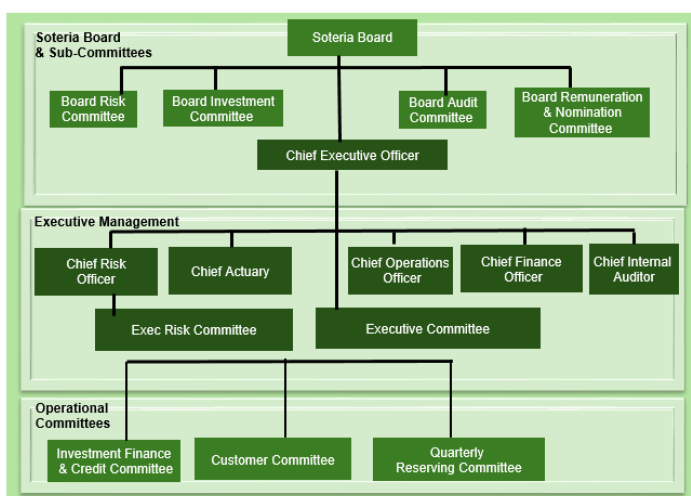 Soteria Board
& Sub-Committees
Soteria Board
Board Risk
Committee
Board Investment
Committee
Board Audit
Committee
Board Remuneration
& Nomination
Committee
Chief Executive Officer
Executive Management
Chief Risk
Officer
Chief Actuary
Chief Operations
Officer
Chief Finance
Officer
Chief Internal
Auditor
Exec Risk Committee
Executive Committee
Operational
Committees
Investment Finance
& Credit Committee
Customer Committee
Quarterly
Reserving Committee